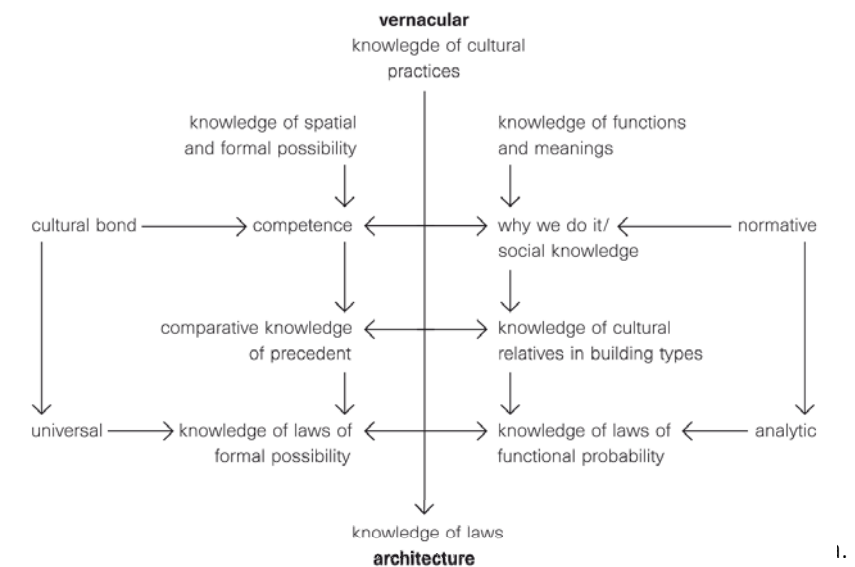 vernacular
knowlegde of cultural
practices
knowledge of spatial
and formal possibility
knowledge of functions
and meanings
cultural bond
competence
why we do it/
social knowledge
normative
comparative knowledge
of precedent
knowledge of cultural
relatives in building types
universal
knowledge of laws of
formal possibility
knowledge of laws of
functional probability
analytic
knowledge of laws
architecture